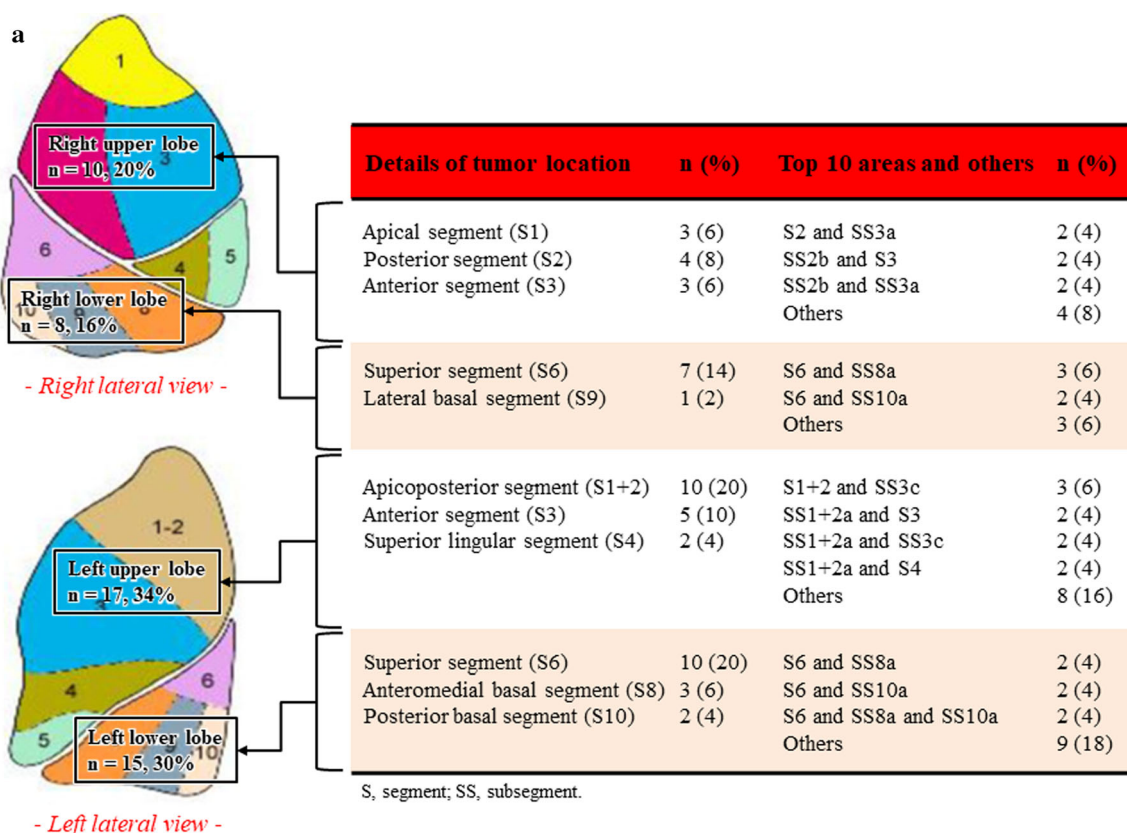 a
1
Right upper lobe
n = 10, 20%
3
6
5
4
Right lower lobe
n = 8, 16%
10
9
8
- Right lateral view -
1-2
Left upper lobe
n = 17, 34%
3
4
6
5
Left lower lobe
n = 15, 30%
9
10
- Left lateral view -
Details of tumor location n (%) Top 10 areas and others n (%)
Apical segment (S1) 3 (6) S2 and SS3a 2 (4)
Posterior segment (S2) 4 (8) SS2b and S3 2 (4)
Anterior segment (S3) 3 (6) SS2b and SS3a 2 (4)
Others 4 (8)
Superior segment (S6) 7 (14) S6 and SS8a 3 (6)
Lateral basal segment (S9) 1 (2) S6 and SS10a 2 (4)
Others 3 (6)
Apicoposterior segment (S1+2) 10 (20) S1+2 and SS3c 3 (6)
Anterior segment (S3) 5 (10) SS1+2a and S3 2 (4)
Superior lingular segment (S4) 2 (4) SS1+2a and SS3c 2 (4)
SS1+2a and S4 2 (4)
Others 8 (16)
Superior segment (S6) 10 (20) S6 and SS8a 2 (4)
Anteromedial basal segment (S8) 3 (6) S6 and SS10a 2 (4)
Posterior basal segment (S10) 2 (4) S6 and SS8a and SS10a 2 (4)
Others 9 (18)
S, segment; SS, subsegment.